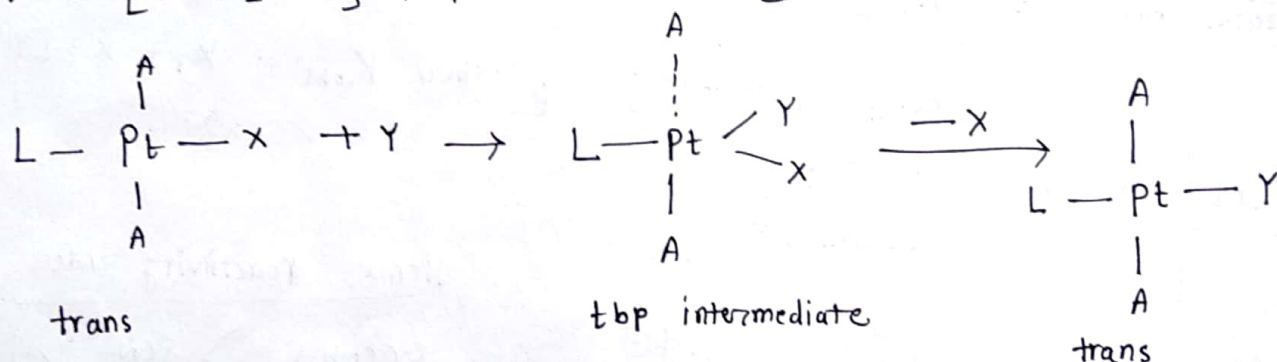 A
A
A
L — Pt — X + Y → L — Pt Y X — X → L — Pt — Y
A
A
A
trans
tbp intermediate
trans